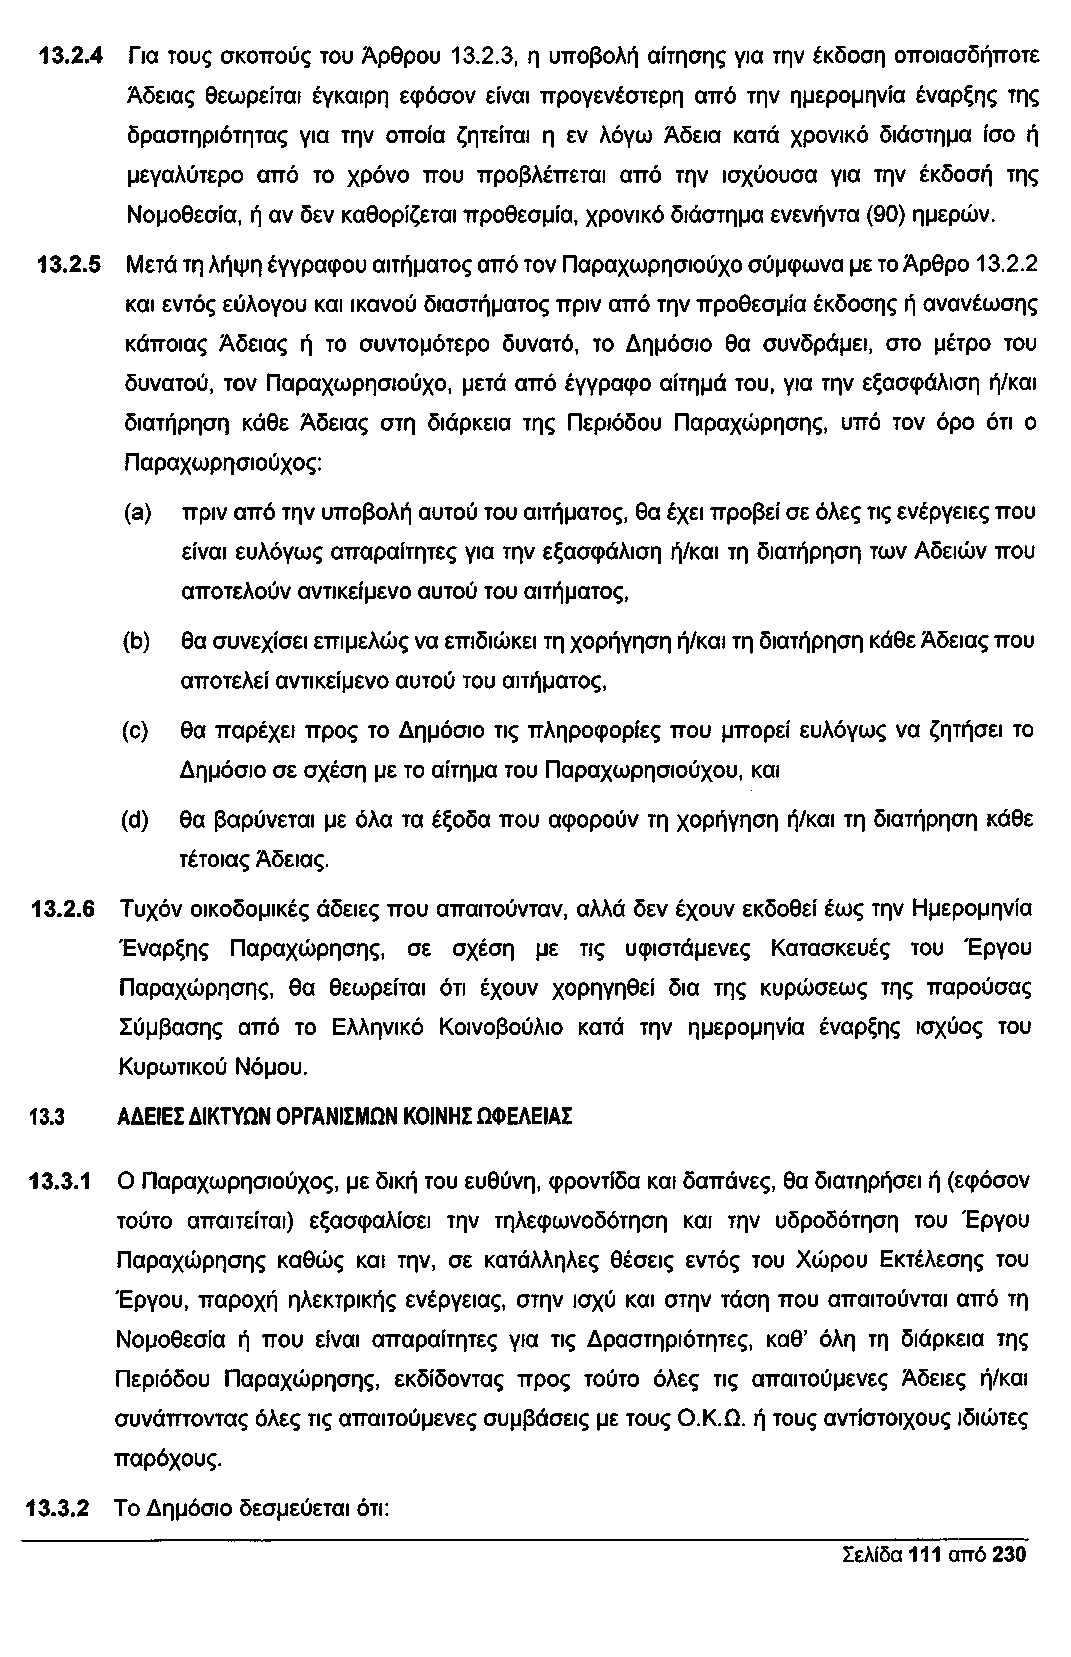 13.2.4 Για τους σκοπούς του Άρθρου 13.2.3, η υποβολή αίτησης για την έκδοση οποιασδήποτε
Άδειας θεωρείται έγκαιρη εφόσον είναι προγενέστερη από την ημερομηνία έναρξης της
δραστηριότητας για την οποία ζητείται η εν λόγω Άδεια κατά χρονικό διάστημα ίσο ή
μεγαλύτερο από το χρόνο που προβλέπεται από την ισχύουσα για την έκδοσή της
Νομοθεσία, ή αν δεν καθορίζεται προθεσμία, χρονικό διάστημα ενενήντα (90) ημερών.
13.2.5 Μετά τη λήψη έγγραφου αιτήματος από τον Παραχωρησιούχο σύμφωνα με το Άρθρο 13.2.2
και εντός εύλογου και ικανού διαστήματος πριν από την προθεσμία έκδοσης ή ανανέωσης
κάποιας Άδειας ή το συντομότερο δυνατό, το Δημόσιο θα συνδράμει, στο μέτρο του
δυνατού, τον Παραχωρησιούχο, μετά από έγγραφο αίτημά του, για την εξασφάλιση ή/και
διατήρηση κάθε Άδειας στη διάρκεια της Περιόδου Παραχώρησης, υπό τον όρο ότι ο
Παραχωρησιούχος:
(a) πριν από την υποβολή αυτού του αιτήματος, θα έχει προβεί σε όλες τις ενέργειες που
είναι ευλόγως απαραίτητες για την εξασφάλιση ή/και τη διατήρηση των Αδειών που
αποτελούν αντικείμενο αυτού του αιτήματος,
(b) θα συνεχίσει επιμελώς να επιδιώκει τη χορήγηση ή/και τη διατήρηση κάθε Άδειας που
αποτελεί αντικείμενο αυτού του αιτήματος,
(c) θα παρέχει προς το Δημόσιο τις πληροφορίες που μπορεί ευλόγως να ζητήσει το
Δημόσιο σε σχέση με το αίτημα του Παραχωρησιούχου, και
(d) θα βαρύνεται με όλα τα έξοδα που αφορούν τη χορήγηση ή/και τη διατήρηση κάθε
τέτοιας Άδειας.
13.2.6 Τυχόν οικοδομικές άδειες που απαιτούνταν, αλλά δεν έχουν εκδοθεί έως την Ημερομηνία
Έναρξης Παραχώρησης, σε σχέση με τις υφιστάμενες Κατασκευές του Έργου
Παραχώρησης, θα θεωρείται ότι έχουν χορηγηθεί δια της κυρώσεως της παρούσας
Σύμβασης από το Ελληνικό Κοινοβούλιο κατά την ημερομηνία έναρξης ισχύος του
Κυρωτικού Νόμου.
13.3 ΑΔΕΙΕΣ ΔΙΚΤΥΩΝ ΟΡΓΑΝΙΣΜΩΝ ΚΟΙΝΗΣ ΩΦΕΛΕΙΑΣ
13.3.1 Ο Παραχωρησιούχος, με δική του ευθύνη, φροντίδα και δαπάνες, θα διατηρήσει ή (εφόσον
τούτο απαιτείται) εξασφαλίσει την τηλεφωνοδότηση και την υδροδότηση του Έργου
Παραχώρησης καθώς και την, σε κατάλληλες θέσεις εντός του Χώρου Εκτέλεσης του
Έργου, παροχή ηλεκτρικής ενέργειας, στην ισχύ και στην τάση που απαιτούνται από τη
Νομοθεσία ή που είναι απαραίτητες για τις Δραστηριότητες, καθ’ όλη τη διάρκεια της
Περιόδου Παραχώρησης, εκδίδοντας προς τούτο όλες τις απαιτούμενες Άδειες ή/και
συνάπτοντας όλες τις απαιτούμενες συμβάσεις με τους Ο.Κ.Ω. ή τους αντίστοιχους ιδιώτες
παρόχους.
13.3.2 Το Δημόσιο δεσμεύεται ότι:
Σελίδα 111 από 230